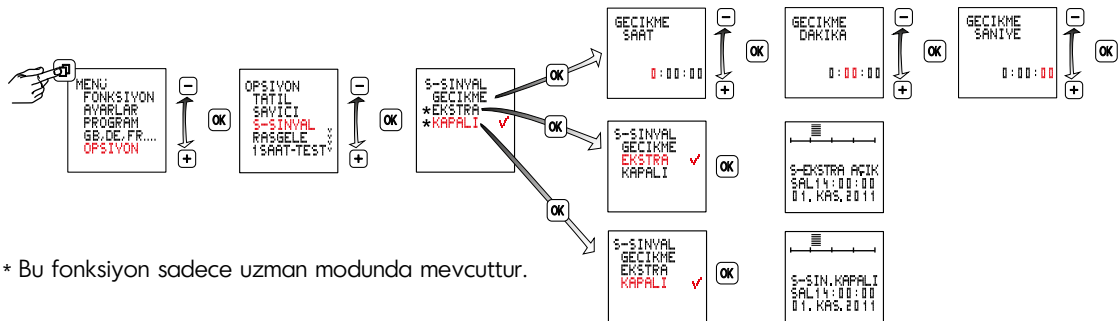 MENÜ
FONKSIYON
AYARLAR
PROGRAM
GB,DE,FR....
OPSIYON
OK
OPSIYON
TATIL
SAYICI
S-SINYAL
RASGELE
1SAAT-TEST
OK
S-SINYAL
GECIKME
*EKSTRA
*KAPALI ✓
OK
GECIKME
SAAT
0:00:00
OK
GECIKME
DAKIKA
0:00:00
OK
GECIKME
SANIYE
0:00:00
OK
OK
S-SINYAL
GECIKME
EKSTRA ✓
KAPALI
OK
S-EKSTRA AÇIK
SAL14:00:00
01. KAS.2011
OK
S-SINYAL
GECIKME
EKSTRA
KAPALI ✓
OK
S-SIN.KAPALI
SAL14:00:00
01. KAS.2011
* Bu fonksiyon sadece uzman modunda mevcuttur.